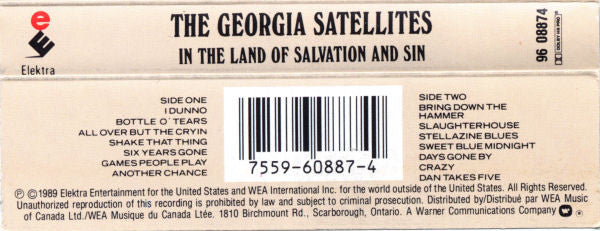 e
Elektra
THE GEORGIA SATELLITES
IN THE LAND OF SALVATION AND SIN
96 08874
DOLBY HX PRO
SIDE ONE
I DUNNO
BOTTLE O' TEARS
ALL OVER BUT THE CRYIN
SHAKE THAT THING
SIX YEARS GONE
GAMES PEOPLE PLAY
ANOTHER CHANCE
7559-60887-4
SIDE TWO
BRING DOWN THE
HAMMER
SLAUGHTERHOUSE
STELLAZINE BLUES
SWEET BLUE MIDNIGHT
DAYS GONE BY
CRAZY
DAN TAKES FIVE
℗ © 1989 Elektra Entertainment for the United States and WEA International Inc. for the world outside of the United States. All Rights Reserved.
Unauthorized reproduction of this recording is prohibited by law and subject to criminal prosecution. Distributed by/Distribué par WEA Music
of Canada Ltd./WEA Musique du Canada Ltée. 1810 Birchmount Rd., Scarborough, Ontario. A Warner Communications Company